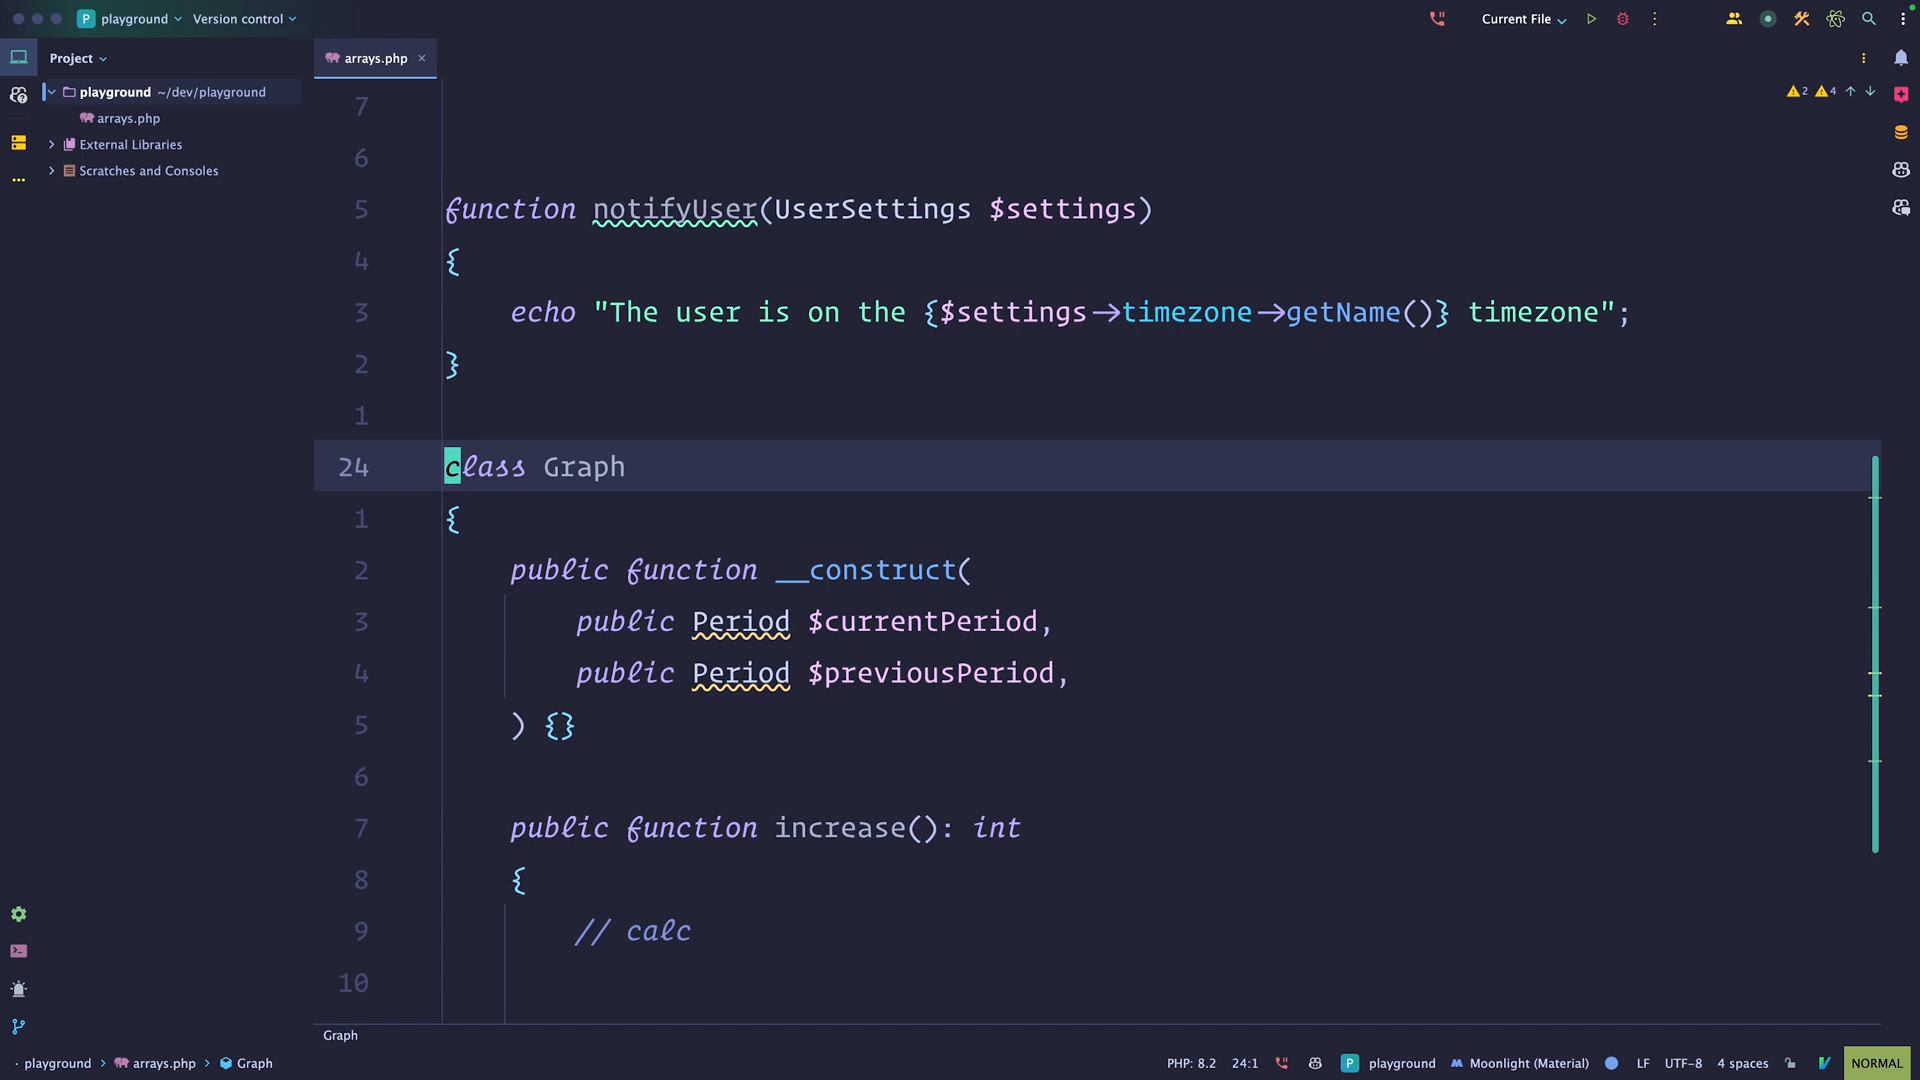 P playground Version control Current File
Project arrays.php
playground ~/dev/playground
arrays.php
External Libraries
Scratches and Consoles
2 4
7
6
5 function notifyUser(UserSettings $settings)
4 {
3 echo "The user is on the {$settings->timezone->getName()} timezone";
2 }
1
24 class Graph
1 {
2 public function __construct(
3 public Period $currentPeriod,
4 public Period $previousPeriod,
5 ) {}
6
7 public function increase(): int
8 {
9 // calc
10
Graph
playground arrays.php Graph PHP: 8.2 24:1 P playground Moonlight (Material) LF UTF-8 4 spaces NORMAL